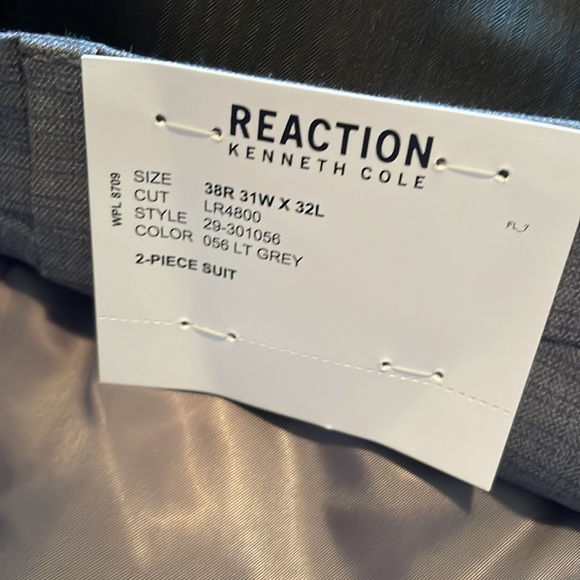 REACTION
KENNETH COLE
WPL 8709
SIZE 38R 31W X 32L
CUT LR4800
STYLE 29-301056
COLOR 056 LT GREY
2-PIECE SUIT
FL_7